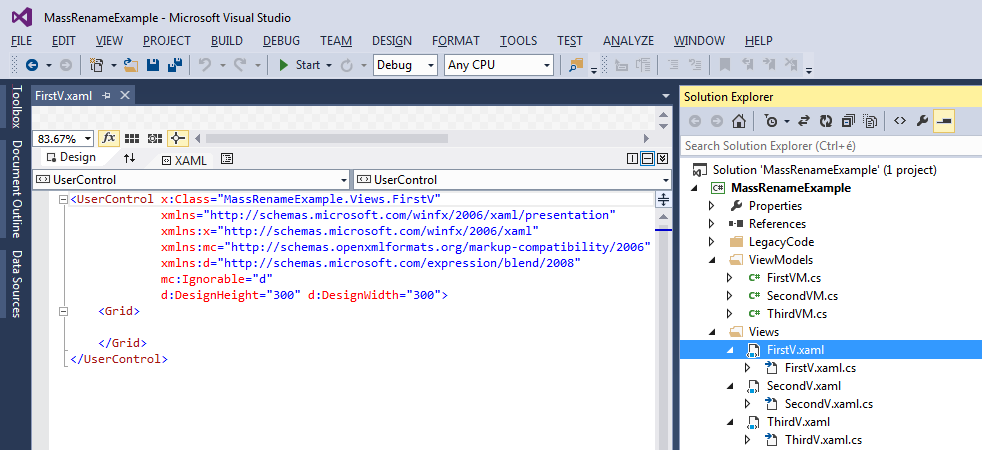 MassRenameExample - Microsoft Visual Studio
FILE EDIT VIEW PROJECT BUILD DEBUG TEAM DESIGN FORMAT TOOLS TEST ANALYZE WINDOW HELP
Start Debug Any CPU
Toolbox
Document Outline
Data Sources
FirstV.xaml
83.67% fx
Design XAML
UserControl UserControl
<UserControl x:Class="MassRenameExample.Views.FirstV"
xmlns="http://schemas.microsoft.com/winfx/2006/xaml/presentation"
xmlns:x="http://schemas.microsoft.com/winfx/2006/xaml"
xmlns:mc="http://schemas.openxmlformats.org/markup-compatibility/2006"
xmlns:d="http://schemas.microsoft.com/expression/blend/2008"
mc:Ignorable="d"
d:DesignHeight="300" d:DesignWidth="300">
<Grid>
</Grid>
</UserControl>
Solution Explorer
Search Solution Explorer (Ctrl+é)
Solution 'MassRenameExample' (1 project)
C# MassRenameExample
Properties
References
LegacyCode
ViewModels
C# FirstVM.cs
C# SecondVM.cs
C# ThirdVM.cs
Views
FirstV.xaml
FirstV.xaml.cs
SecondV.xaml
SecondV.xaml.cs
ThirdV.xaml
ThirdV.xaml.cs